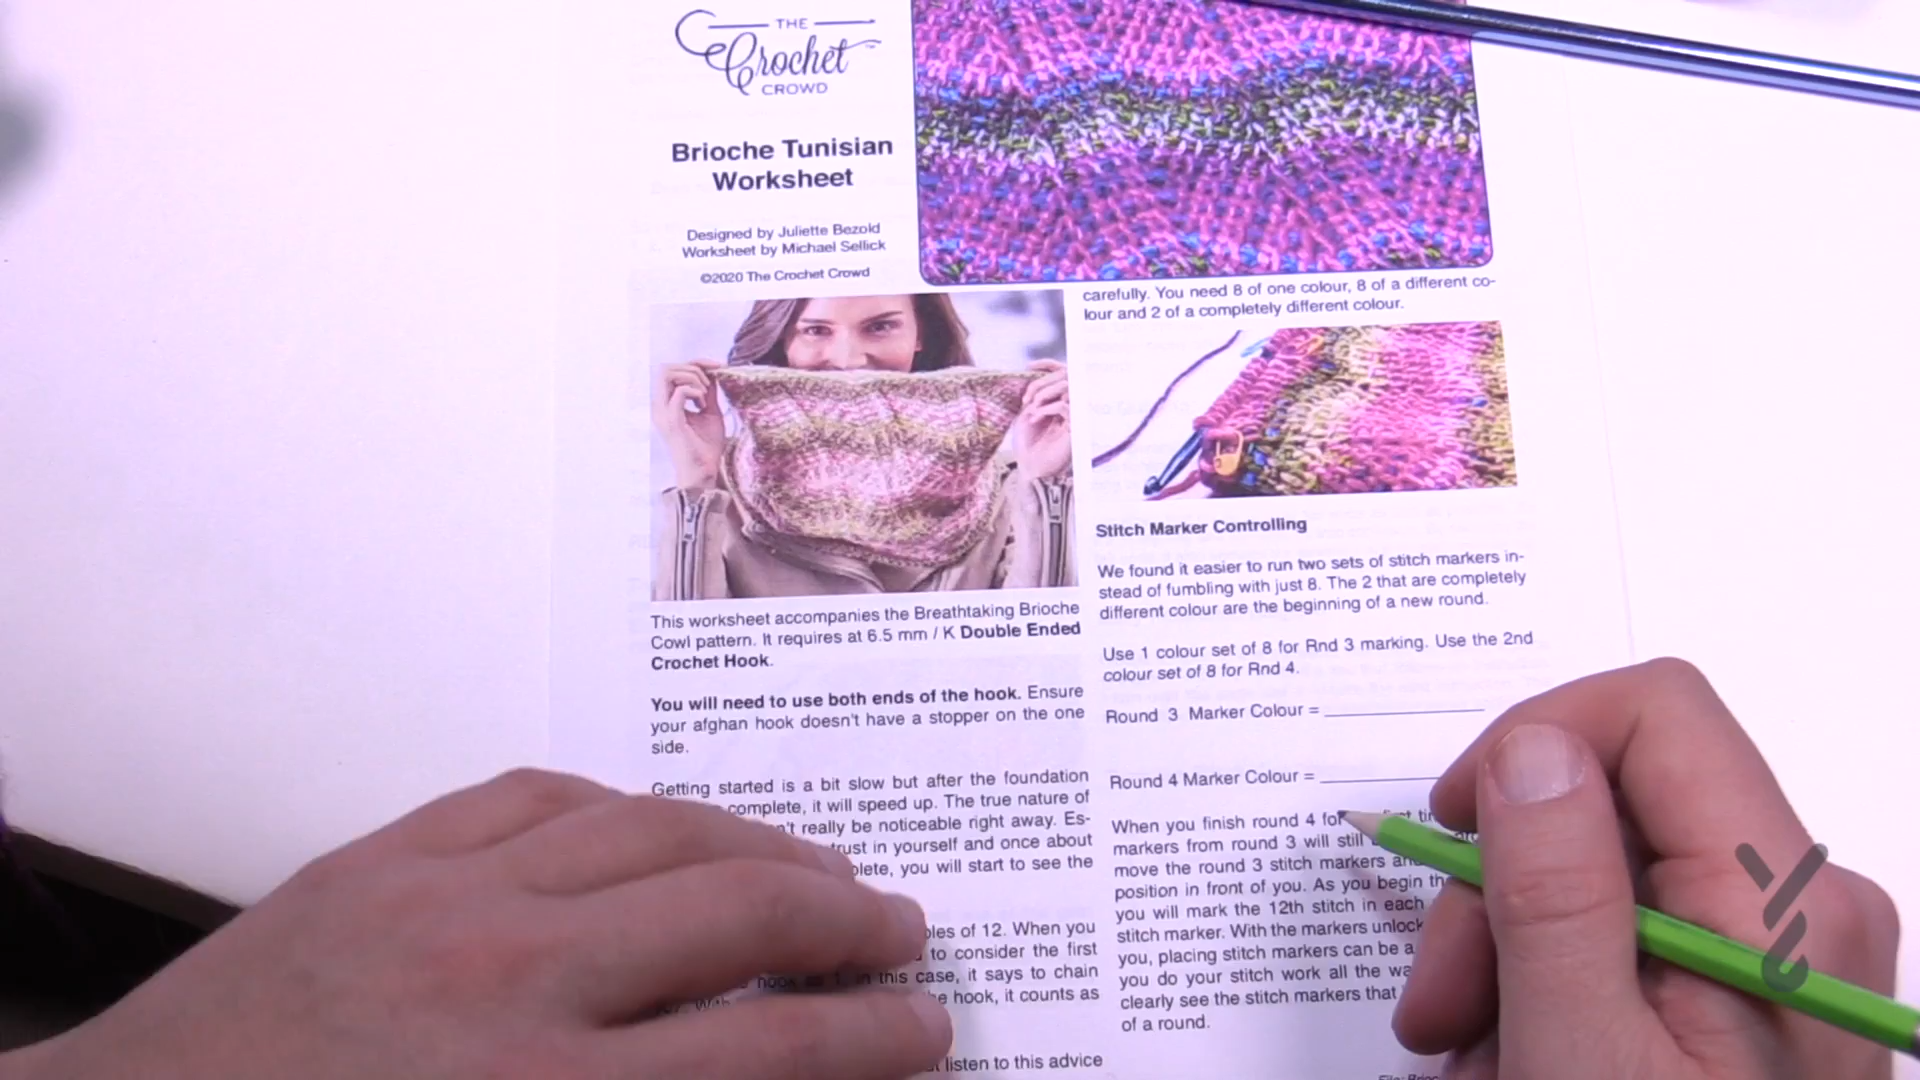 THE
Crochet
CROWD
Brioche Tunisian
Worksheet
Designed by Juliette Bezold
Worksheet by Michael Sellick
©2020 The Crochet Crowd
This worksheet accompanies the Breathtaking Brioche
Cowl pattern. It requires at 6.5 mm / K Double Ended
Crochet Hook.
You will need to use both ends of the hook. Ensure
your afghan hook doesn't have a stopper on the one
side.
Getting started is a bit slow but after the foundation
complete, it will speed up. The true nature of
really be noticeable right away. Es-
trust in yourself and once about
you will start to see the
of 12. When you
to consider the first
hook as 1. In this case, it says to chain
hook, it counts as
listen to this advice
carefully. You need 8 of one colour, 8 of a different co-
lour and 2 of a completely different colour.
Stitch Marker Controlling
We found it easier to run two sets of stitch markers in-
stead of fumbling with just 8. The 2 that are completely
different colour are the beginning of a new round.
Use 1 colour set of 8 for Rnd 3 marking. Use the 2nd
colour set of 8 for Rnd 4.
Round 3 Marker Colour =
Round 4 Marker Colour =
When you finish round 4 for
markers from round 3 will still
move the round 3 stitch markers
position in front of you. As you begin
you will mark the 12th stitch in each
stitch marker. With the markers
you, placing stitch markers can be a
you do your stitch work all the
clearly see the stitch markers that
of a round.